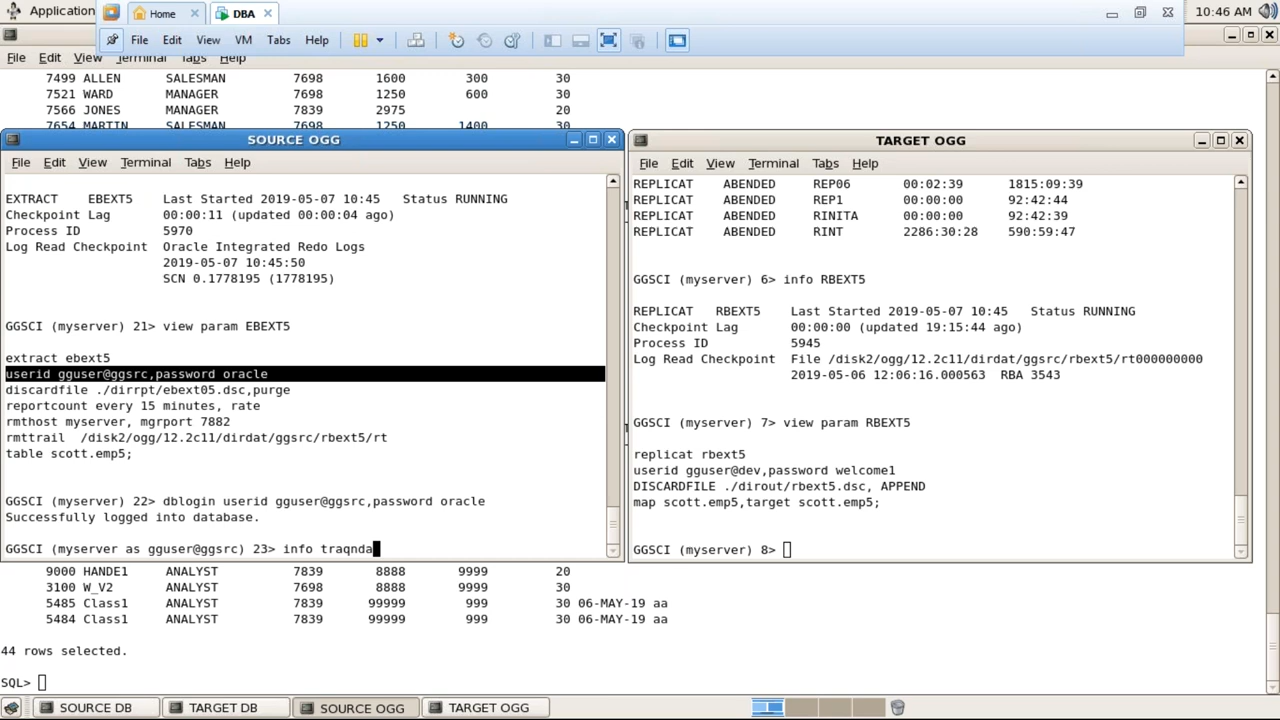 Application
Home
DBA
10:46 AM
File Edit View VM Tabs Help
File Edit View Terminal Tabs Help
7499 ALLEN SALESMAN 7698 1600 300 30
7521 WARD MANAGER 7698 1250 600 30
7566 JONES MANAGER 7839 2975 20
7654 MARTIN SALESMAN 7698 1250 1400 30
SOURCE OGG
File Edit View Terminal Tabs Help
EXTRACT EBEXT5 Last Started 2019-05-07 10:45 Status RUNNING
Checkpoint Lag 00:00:11 (updated 00:00:04 ago)
Process ID 5970
Log Read Checkpoint Oracle Integrated Redo Logs
2019-05-07 10:45:50
SCN 0.1778195 (1778195)
GGSCI (myserver) 21> view param EBEXT5
extract ebext5
userid gguser@ggsrc,password oracle
discardfile ./dirrpt/ebext05.dsc,purge
reportcount every 15 minutes, rate
rmthost myserver, mgrport 7882
rmttrail /disk2/ogg/12.2c11/dirdat/ggsrc/rbext5/rt
table scott.emp5;
GGSCI (myserver) 22> dblogin userid gguser@ggsrc,password oracle
Successfully logged into database.
GGSCI (myserver as gguser@ggsrc) 23> info traqnda
TARGET OGG
File Edit View Terminal Tabs Help
REPLICAT ABENDED REP06 00:02:39 1815:09:39
REPLICAT ABENDED REP1 00:00:00 92:42:44
REPLICAT ABENDED RINITA 00:00:00 92:42:39
REPLICAT ABENDED RINT 2286:30:28 590:59:47
GGSCI (myserver) 6> info RBEXT5
REPLICAT RBEXT5 Last Started 2019-05-07 10:45 Status RUNNING
Checkpoint Lag 00:00:00 (updated 19:15:44 ago)
Process ID 5945
Log Read Checkpoint File /disk2/ogg/12.2c11/dirdat/ggsrc/rbext5/rt000000000
2019-05-06 12:06:16.000563 RBA 3543
GGSCI (myserver) 7> view param RBEXT5
replicat rbext5
userid gguser@dev,password welcome1
DISCARDFILE ./dirout/rbext5.dsc, APPEND
map scott.emp5,target scott.emp5;
GGSCI (myserver) 8>
9000 HANDE1 ANALYST 7839 8888 9999 20
3100 W_V2 ANALYST 7698 8888 9999 30
5485 Class1 ANALYST 7839 99999 999 30 06-MAY-19 aa
5484 Class1 ANALYST 7839 99999 999 30 06-MAY-19 aa
44 rows selected.
SQL>
SOURCE DB
TARGET DB
SOURCE OGG
TARGET OGG